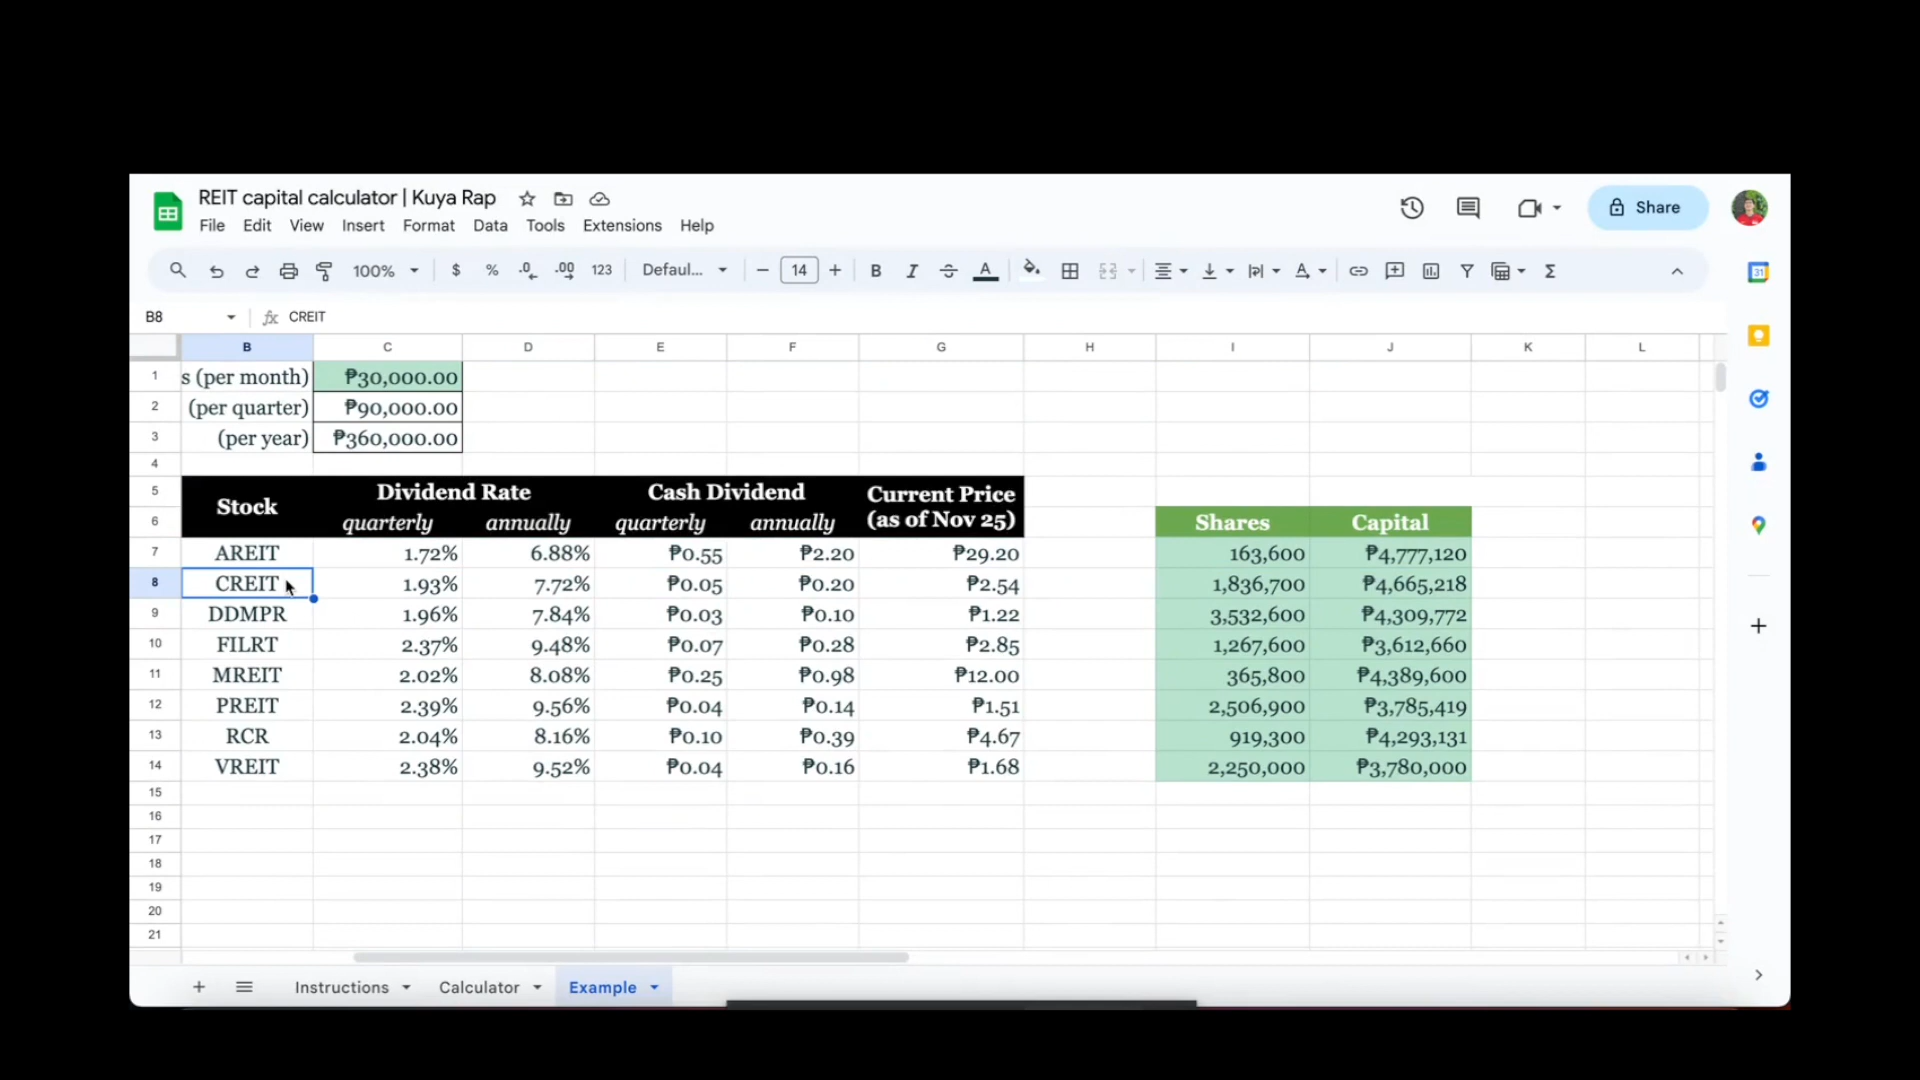 REIT capital calculator | Kuya Rap
Share
File Edit View Insert Format Data Tools Extensions Help
100% $ % .0 .00 123 Defaul... 14 B I A Σ
31
B8 fx CREIT
B C D E F G H I J K L
1 s (per month) ₱30,000.00
2 (per quarter) ₱90,000.00
3 (per year) ₱360,000.00
4
5 Stock Dividend Rate Cash Dividend Current Price
6 quarterly annually quarterly annually (as of Nov 25) Shares Capital
7 AREIT 1.72% 6.88% ₱0.55 ₱2.20 ₱29.20 163,600 ₱4,777,120
8 CREIT 1.93% 7.72% ₱0.05 ₱0.20 ₱2.54 1,836,700 ₱4,665,218
9 DDMPR 1.96% 7.84% ₱0.03 ₱0.10 ₱1.22 3,532,600 ₱4,309,772
10 FILRT 2.37% 9.48% ₱0.07 ₱0.28 ₱2.85 1,267,600 ₱3,612,660
11 MREIT 2.02% 8.08% ₱0.25 ₱0.98 ₱12.00 365,800 ₱4,389,600
12 PREIT 2.39% 9.56% ₱0.04 ₱0.14 ₱1.51 2,506,900 ₱3,785,419
13 RCR 2.04% 8.16% ₱0.10 ₱0.39 ₱4.67 919,300 ₱4,293,131
14 VREIT 2.38% 9.52% ₱0.04 ₱0.16 ₱1.68 2,250,000 ₱3,780,000
15
16
17
18
19
20
21
Instructions Calculator Example